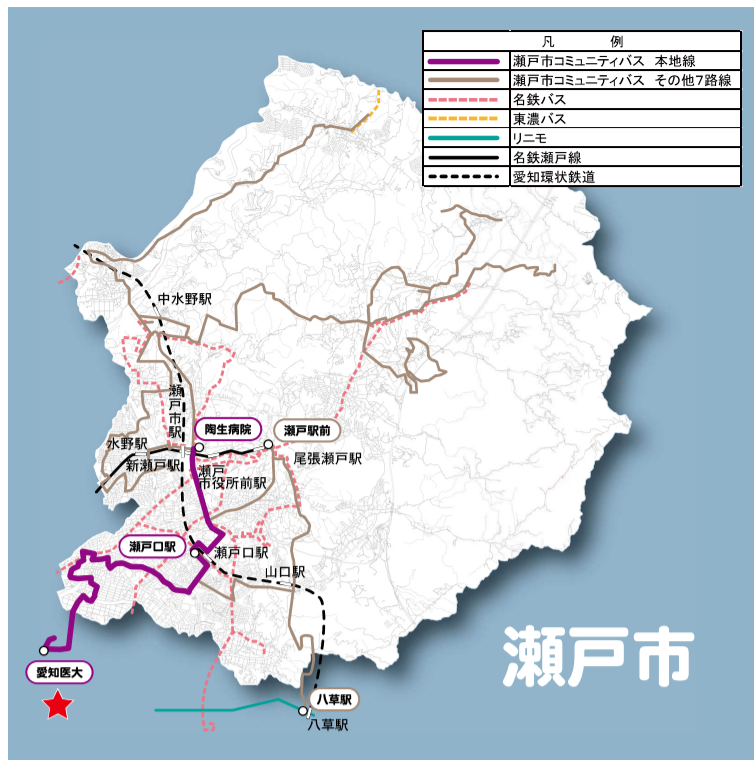 凡 例
瀬戸市コミュニティバス 本地線
瀬戸市コミュニティバス その他7路線
名鉄バス
東濃バス
リニモ
名鉄瀬戸線
愛知環状鉄道
中水野駅
瀬戸市駅
陶生病院
瀬戸駅前
水野駅
新瀬戸駅
尾張瀬戸駅
瀬戸
市役所前駅
瀬戸口駅
瀬戸口駅
山口駅
愛知医大
八草駅
八草駅
瀬戸市